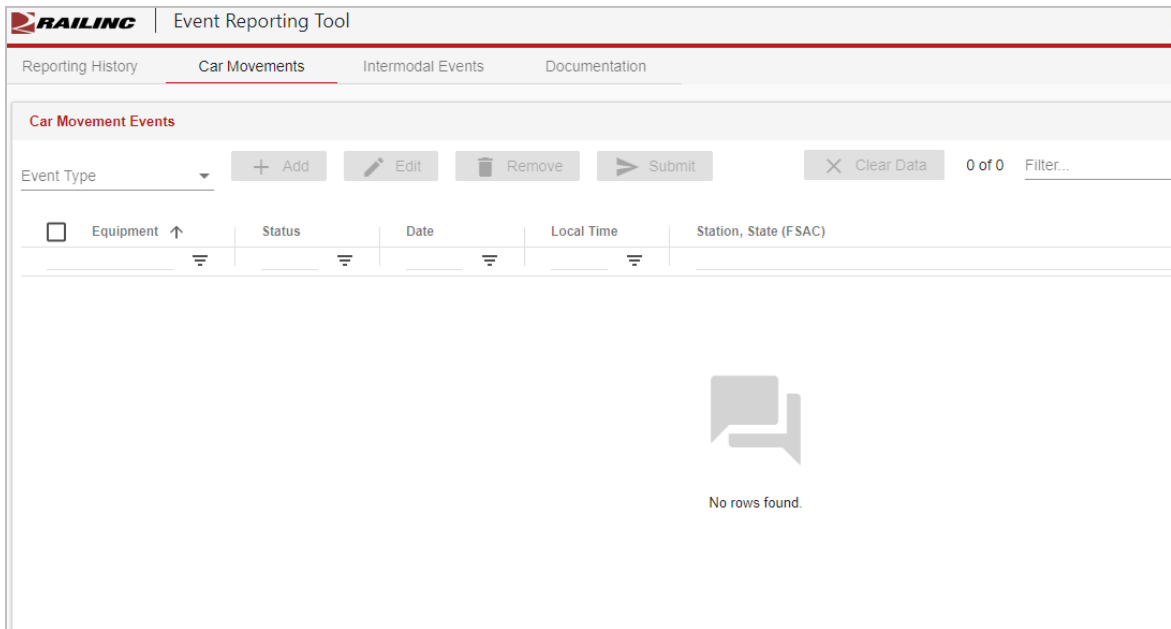 RAILINC Event Reporting Tool
Reporting History Car Movements Intermodal Events Documentation
Car Movement Events
Event Type Add Edit Remove Submit Clear Data 0 of 0 Filter...
Equipment Status Date Local Time Station, State (FSAC)
No rows found.